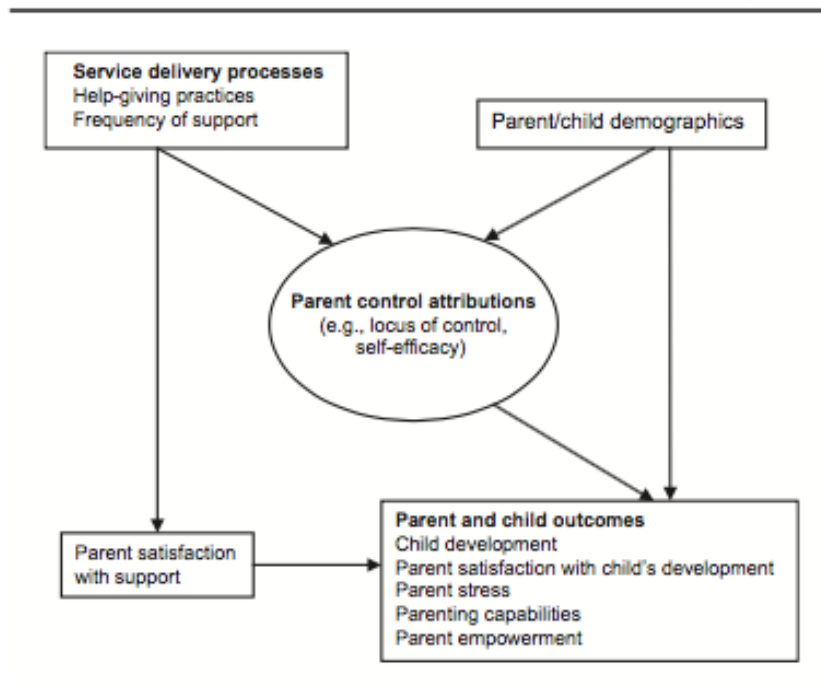 Service delivery processes
Help-giving practices
Frequency of support
Parent/child demographics
Parent control attributions
(e.g., locus of control,
self-efficacy)
Parent satisfaction
with support
Parent and child outcomes
Child development
Parent satisfaction with child's development
Parent stress
Parenting capabilities
Parent empowerment